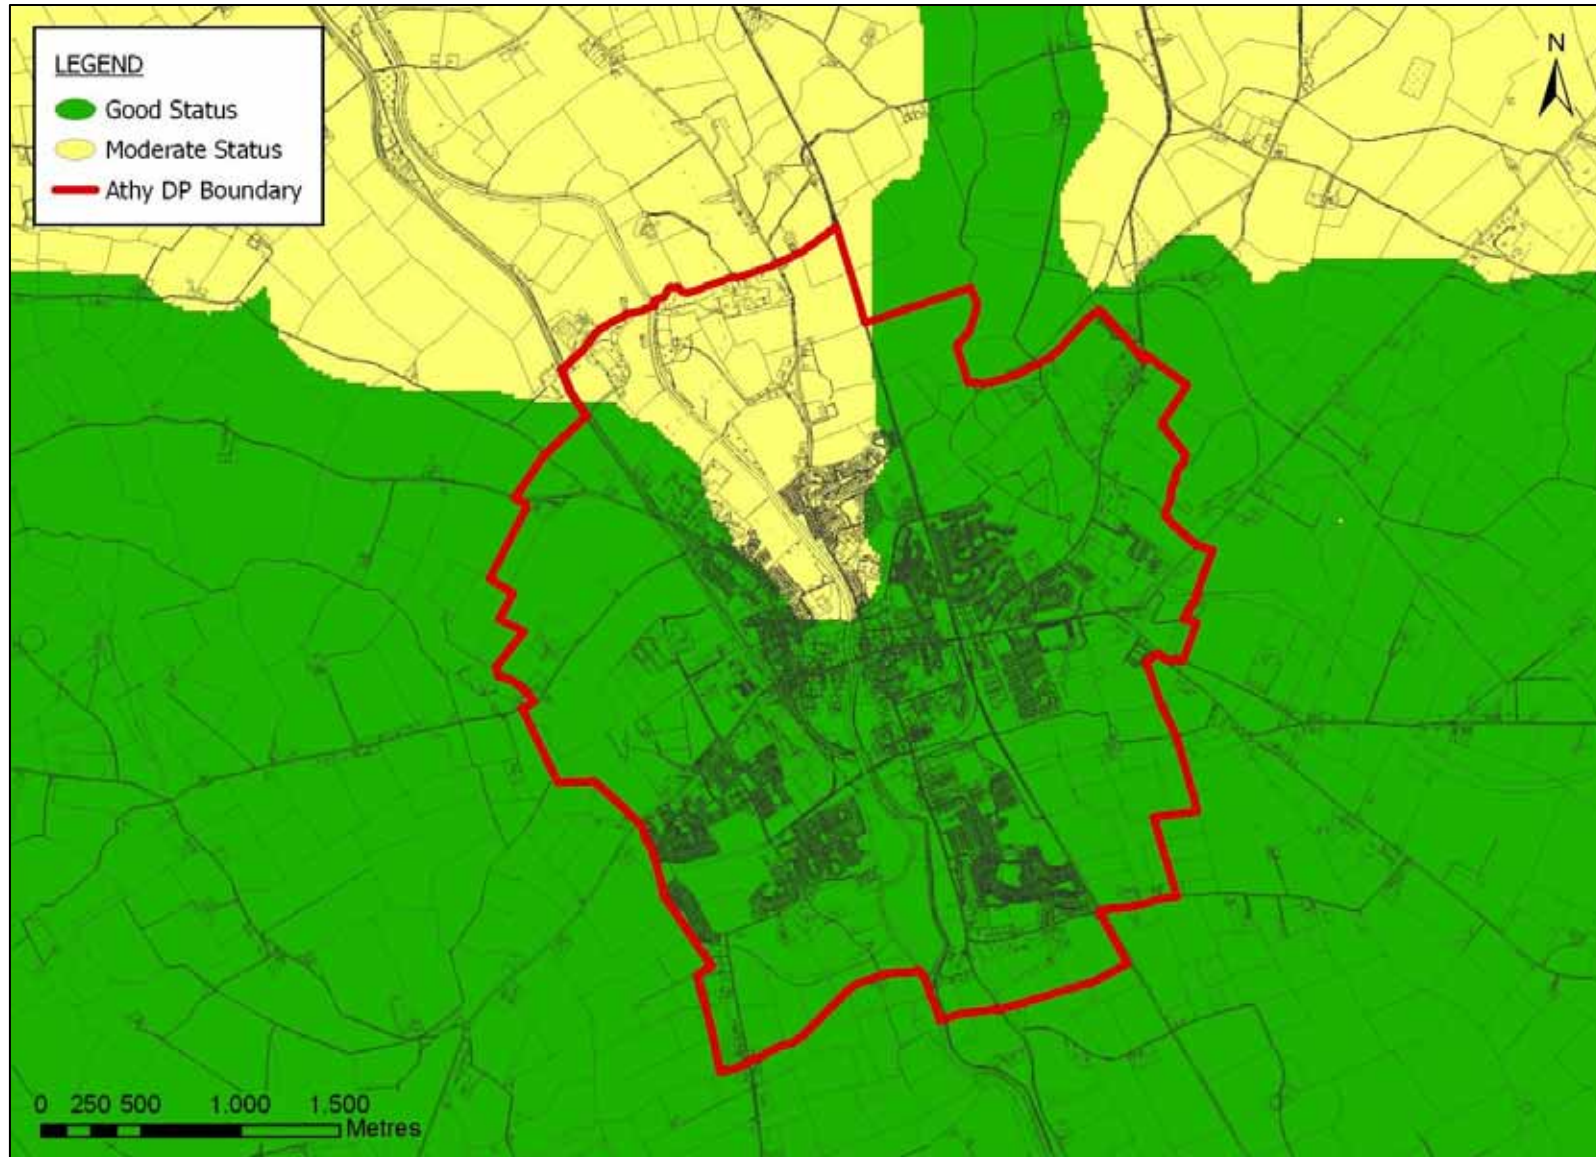 LEGEND
Good Status
Moderate Status
Athy DP Boundary
N
0 250 500 1.000 1,500
Metres